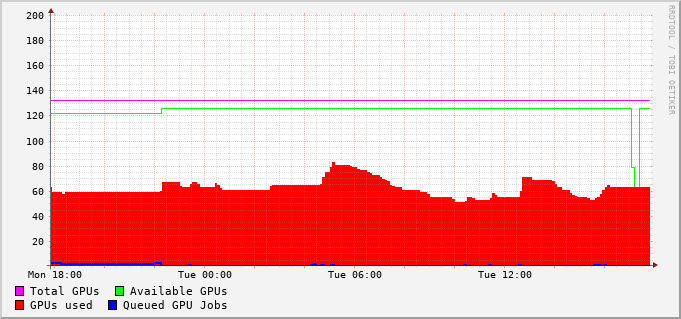 200
180
160
140
120
100
80
60
40
20
Mon 18:00 Tue 00:00 Tue 06:00 Tue 12:00
Total GPUs Available GPUs
GPUs used Queued GPU Jobs
RRDTOOL / TOBI OETIKER